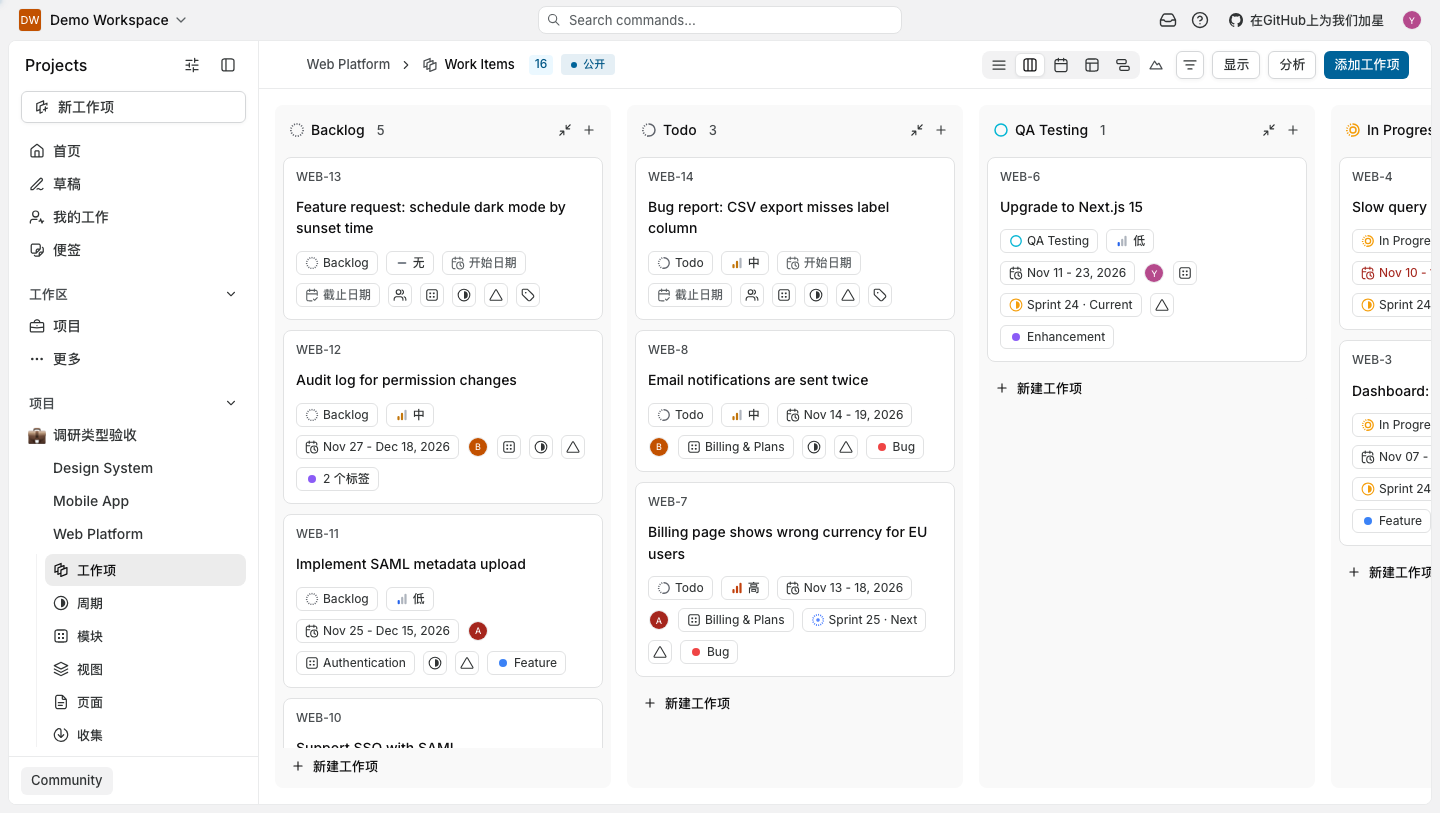 DW Demo Workspace
Search commands...
在GitHub上为我们加星
Y
Projects
新工作项
首页
草稿
我的工作
便签
工作区
项目
更多
项目
调研类型验收
Design System
Mobile App
Web Platform
工作项
周期
模块
视图
页面
收集
Community
Web Platform
Work Items 16 公开
显示
分析
添加工作项
Backlog 5
WEB-13
Feature request: schedule dark mode by
sunset time
Backlog 无 开始日期
截止日期
WEB-12
Audit log for permission changes
Backlog 中
Nov 27 - Dec 18, 2026 B
2 个标签
WEB-11
Implement SAML metadata upload
Backlog 低
Nov 25 - Dec 15, 2026 A
Authentication Feature
WEB-10
Support SSO with SAML
新建工作项
Todo 3
WEB-14
Bug report: CSV export misses label
column
Todo 中 开始日期
截止日期
WEB-8
Email notifications are sent twice
Todo 中 Nov 14 - 19, 2026
B Billing & Plans Bug
WEB-7
Billing page shows wrong currency for EU
users
Todo 高 Nov 13 - 18, 2026
A Billing & Plans Sprint 25 · Next
Bug
新建工作项
QA Testing 1
WEB-6
Upgrade to Next.js 15
QA Testing 低
Nov 11 - 23, 2026 Y
Sprint 24 · Current
Enhancement
新建工作项
In Progres
WEB-4
Slow query
In Progre
Nov 10 -
Sprint 24
WEB-3
Dashboard:
In Progre
Nov 07 -
Sprint 24
Feature
新建工作项